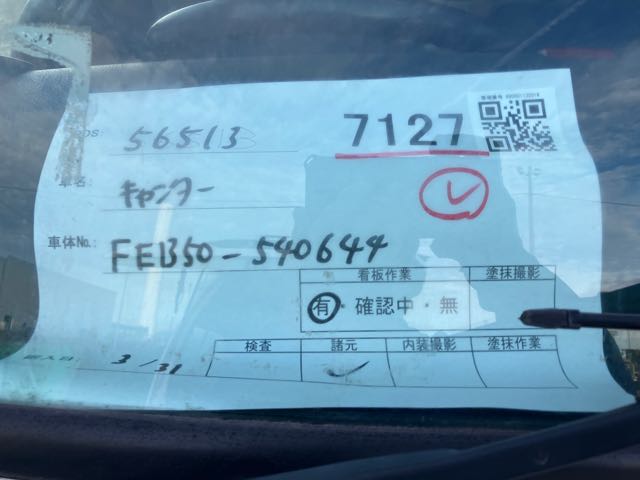 56513
7127
車名:
キャンター
車体No.:
FEB50-540644
看板作業
塗抹撮影
有・確認中・無
検査
諸元
内装撮影
塗抹作業
3/31